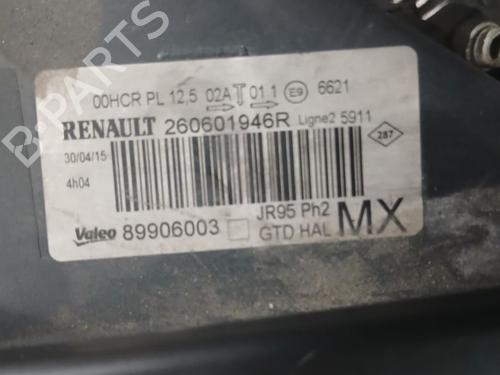 B-PARTS
00HCR PL 12,5 02A T 01 1 E9 6621
RENAULT 260601946R Ligne2 5911
30/04/15
4h04
287
JR95 Ph2
Valeo 89906003 GTD HAL MX